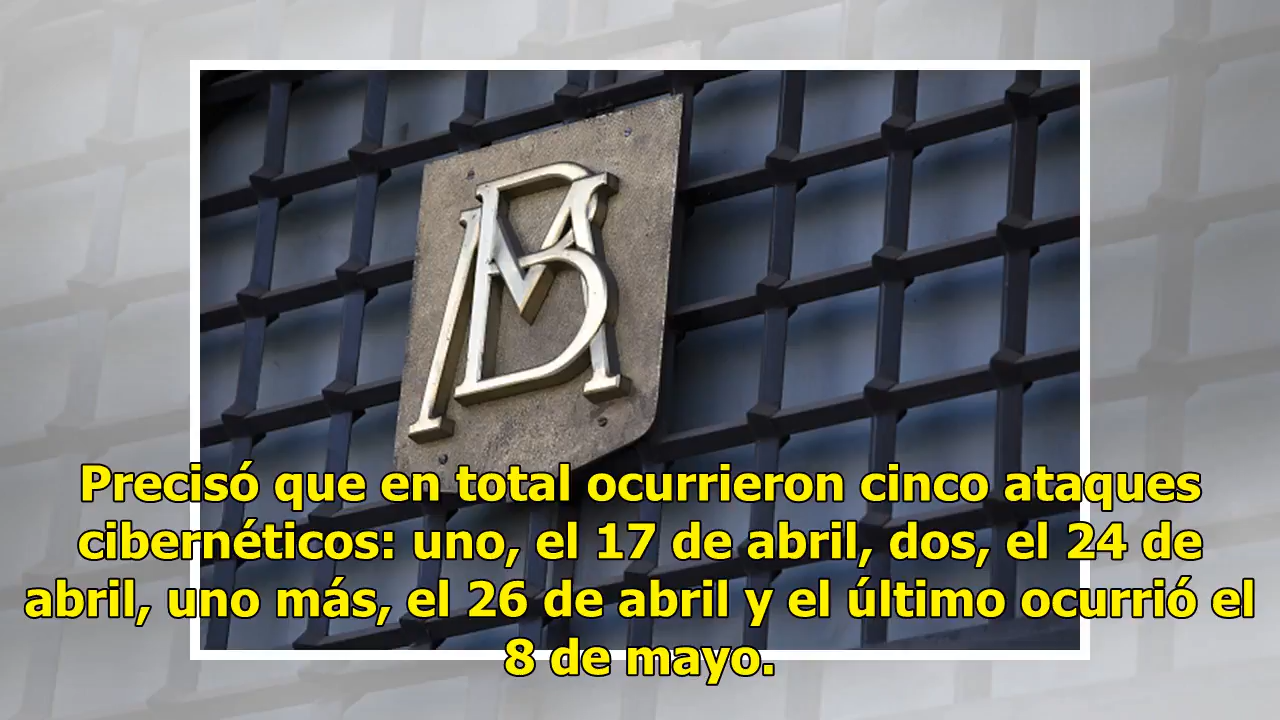 BM
Precisó que en total ocurrieron cinco ataques
cibernéticos: uno, el 17 de abril, dos, el 24 de
abril, uno más, el 26 de abril y el último ocurrió el
8 de mayo.